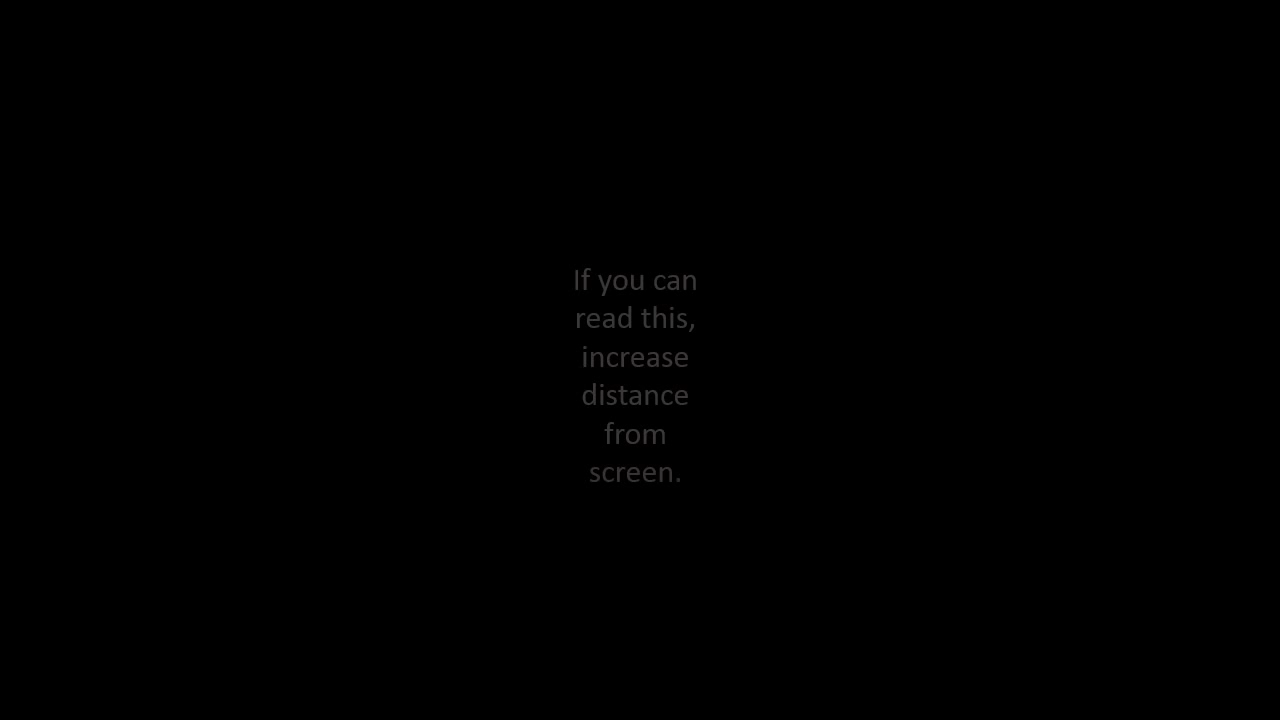 If you can
read this,
increase
distance
from
screen.